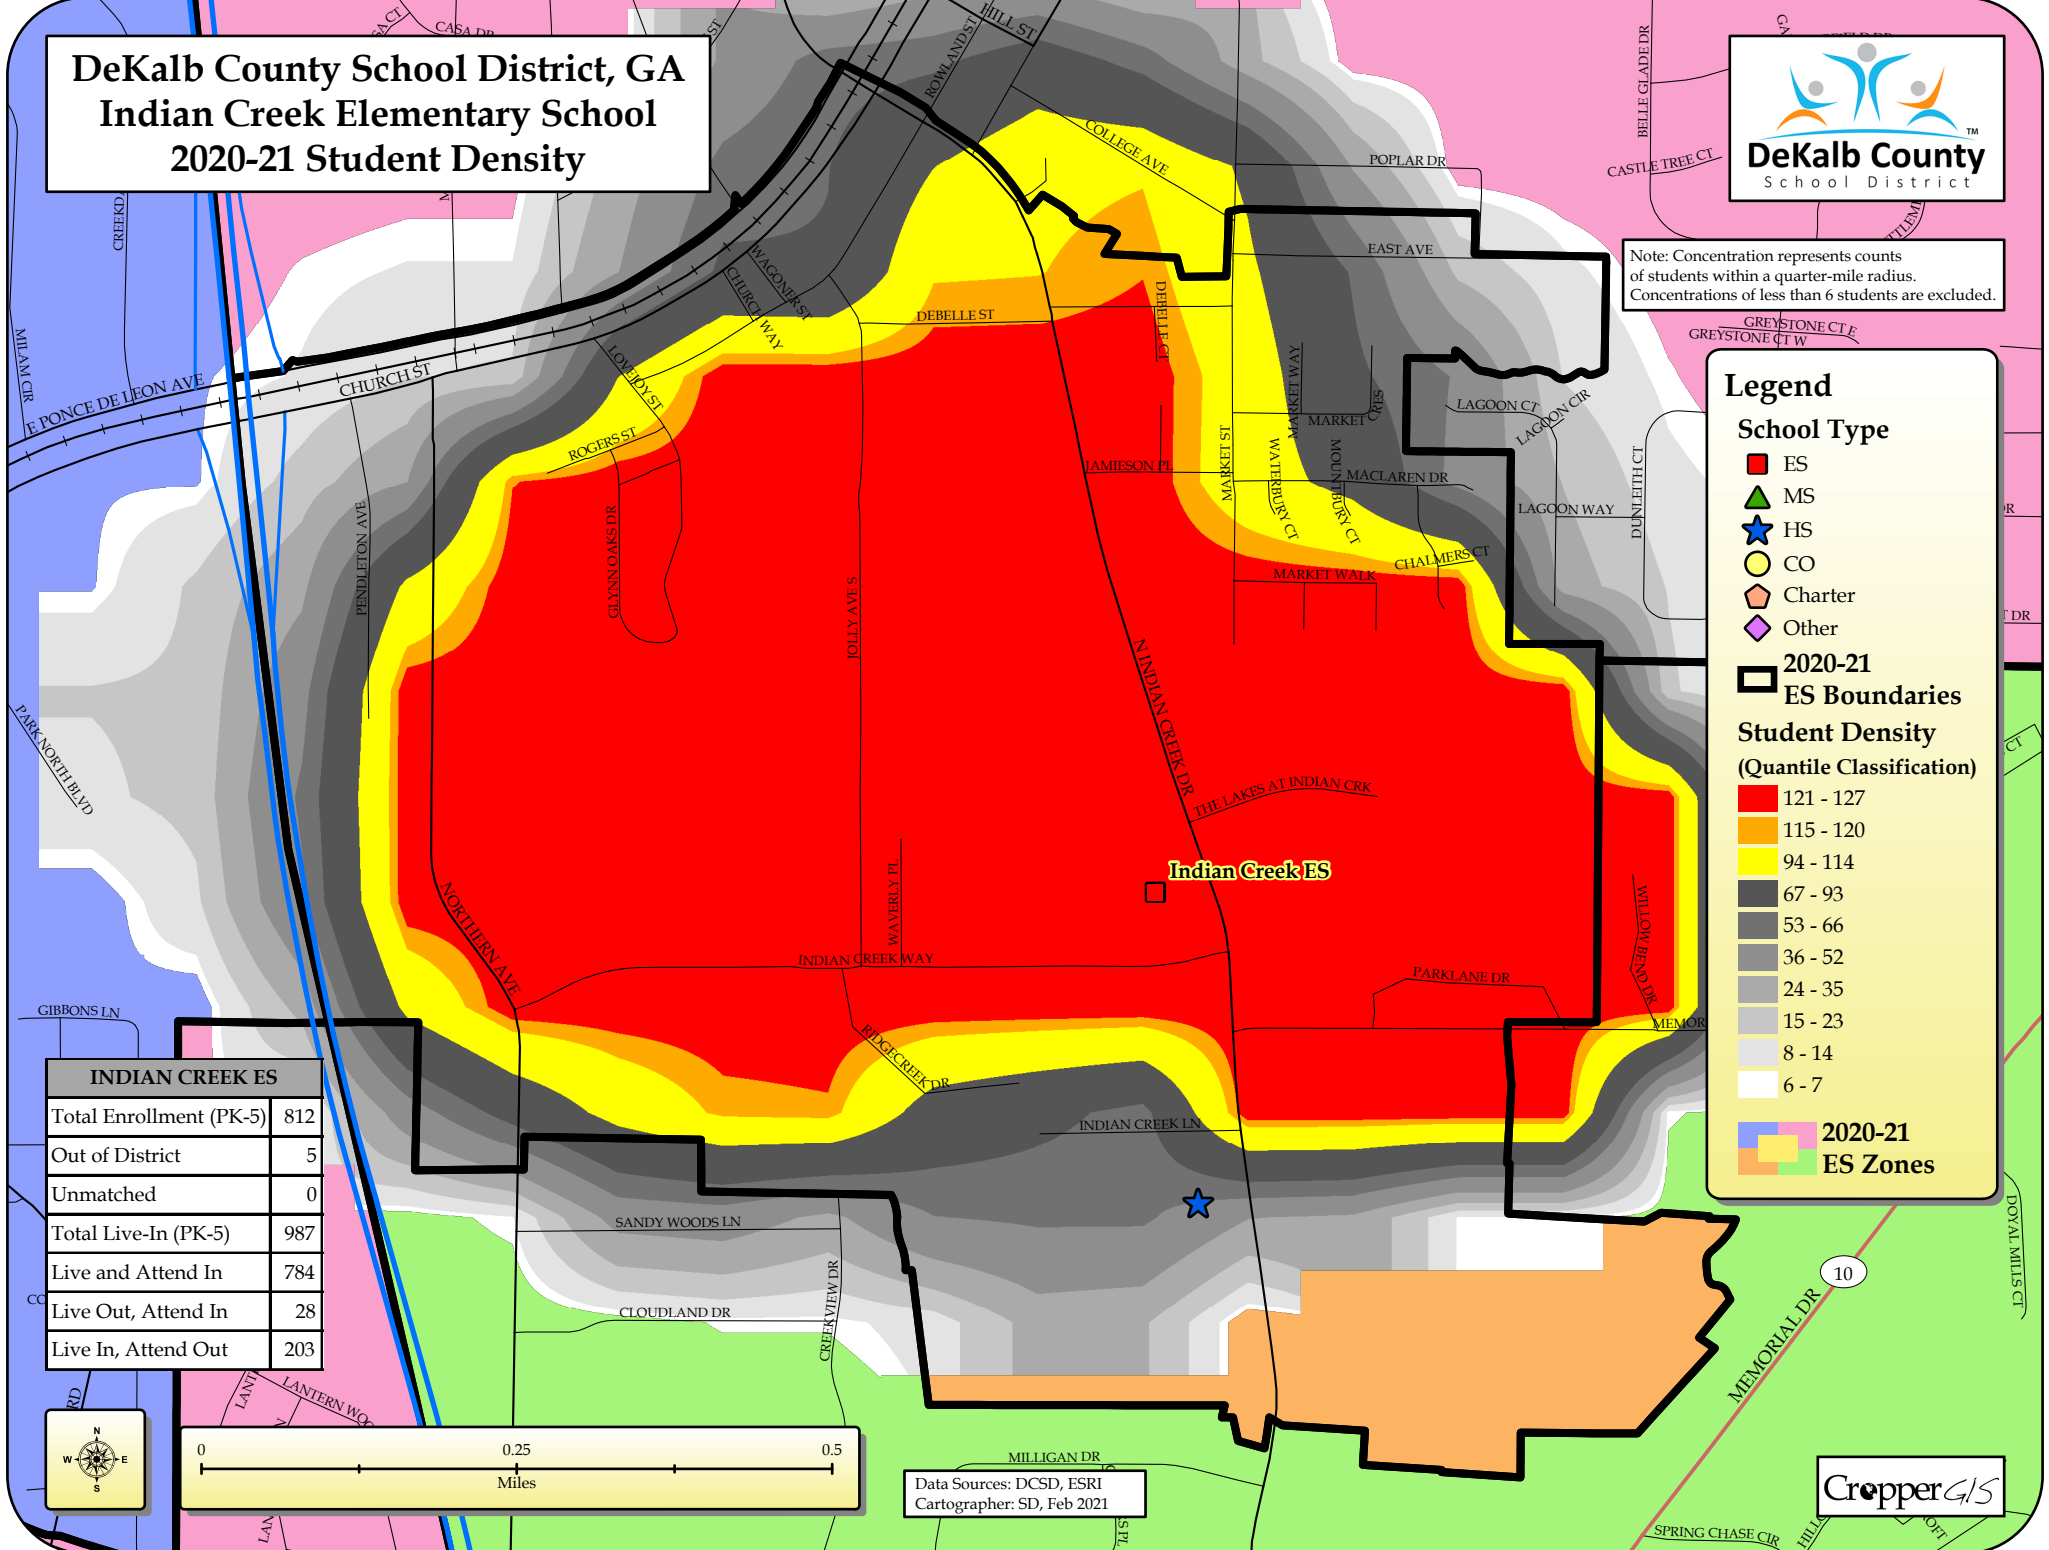 DeKalb County School District, GA
Indian Creek Elementary School
2020-21 Student Density
CASA DR
HILL ST
ROWLAND ST
COLLEGE AVE
POPLAR DR
EAST AVE
BELLE GLADE DR
CASTLE TREE CT
DeKalb County
School District
TM
Note: Concentration represents counts
of students within a quarter-mile radius.
Concentrations of less than 6 students are excluded.
GREYSTONE CT E
GREYSTONE CT W
MILAM CIR
E PONCE DE LEON AVE
CHURCH ST
WAGONER ST
CHURCH WAY
LOVEJOY ST
ROGERS ST
DEBELLE ST
DEBELLE CT
GLYNN OAKS DR
PENDLETON AVE
JOLLY AVE S
JAMIESON PL
MARKET ST
MARKET WAY
MARKET
CRES
WATERBURY CT
MOUNTBURY CT
MACLAREN DR
CHALMERS CT
MARKET WALK
LAGOON CT
LAGOON CIR
LAGOON WAY
DUNLEITH CT
N INDIAN CREEK DR
THE LAKES AT INDIAN CRK
Indian Creek ES
PARK NORTH BLVD
NORTHERN AVE
WAVERLY PL
INDIAN CREEK WAY
RIDGECREEK DR
PARKLANE DR
WILLOW BEND DR
MEMOR
INDIAN CREEK LN
SANDY WOODS LN
CLOUDLAND DR
CREEKVIEW DR
GIBBONS LN
MILLIGAN DR
MEMORIAL DR
10
DOYAL MILLS CT
SPRING CHASE CIR
Legend
School Type
ES
MS
HS
CO
Charter
Other
2020-21
ES Boundaries
Student Density
(Quantile Classification)
121 - 127
115 - 120
94 - 114
67 - 93
53 - 66
36 - 52
24 - 35
15 - 23
8 - 14
6 - 7
2020-21
ES Zones
INDIAN CREEK ES
Total Enrollment (PK-5) 812
Out of District 5
Unmatched 0
Total Live-In (PK-5) 987
Live and Attend In 784
Live Out, Attend In 28
Live In, Attend Out 203
N
W E
S
0 0.25 0.5
Miles
Data Sources: DCSD, ESRI
Cartographer: SD, Feb 2021
Cropper GIS